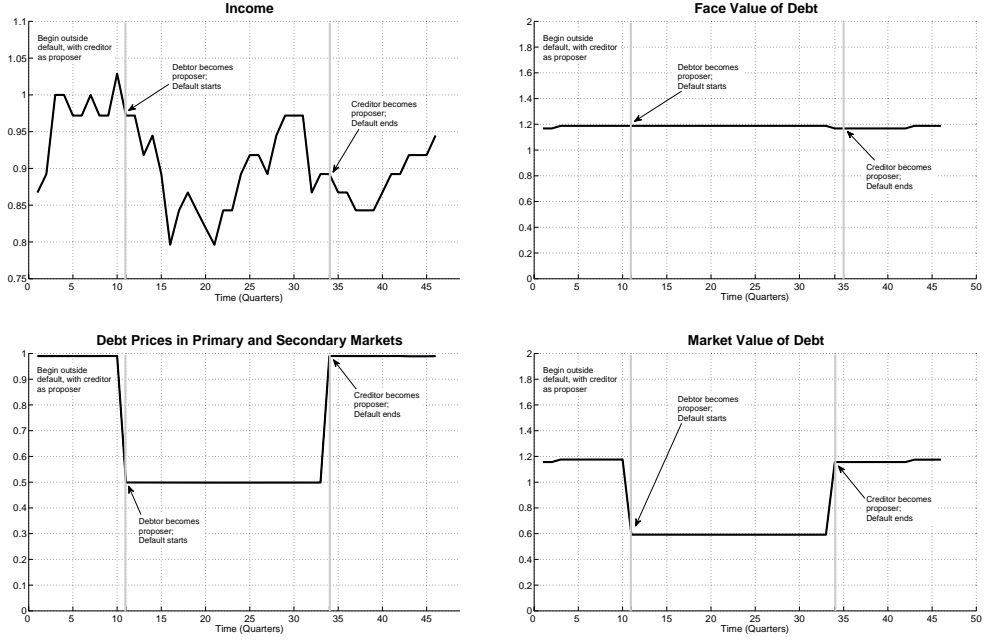 Income
1.1
1.05
1
0.95
0.9
0.85
0.8
0.75
Begin outside
default, with creditor
as proposer
Debtor becomes
proposer;
Default starts
Creditor becomes
proposer;
Default ends
0 5 10 15 20 25 30 35 40 45
Time (Quarters)
Face Value of Debt
2
1.8
1.6
1.4
1.2
1
0.8
0.6
0.4
0.2
0
Begin outside
default, with creditor
as proposer
Debtor becomes
proposer;
Default starts
Creditor becomes
proposer;
Default ends
0 5 10 15 20 25 30 35 40 45 50
Time (Quarters)
Debt Prices in Primary and Secondary Markets
1
0.9
0.8
0.7
0.6
0.5
0.4
0.3
0.2
0.1
0
Begin outside
default, with creditor
as proposer
Creditor becomes
proposer;
Default ends
Debtor becomes
proposer;
Default starts
0 5 10 15 20 25 30 35 40 45
Time (Quarters)
Market Value of Debt
2
1.8
1.6
1.4
1.2
1
0.8
0.6
0.4
0.2
0
Begin outside
default, with creditor
as proposer
Debtor becomes
proposer;
Default starts
Creditor becomes
proposer;
Default ends
0 5 10 15 20 25 30 35 40 45 50
Time (Quarters)